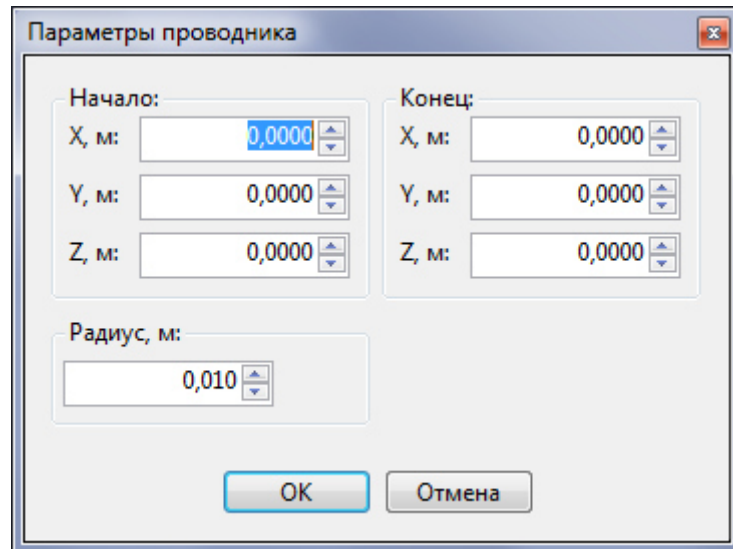 Параметры проводника
Начало:
X, м: 0,0000
Y, м: 0,0000
Z, м: 0,0000
Конец:
X, м: 0,0000
Y, м: 0,0000
Z, м: 0,0000
Радиус, м:
0,010
OK
Отмена